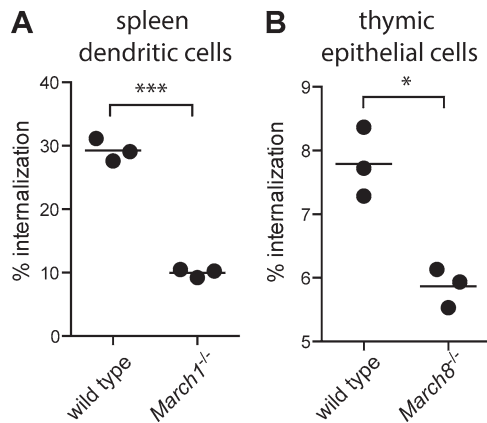 A
spleen
dendritic cells
% internalization
40
30
20
10
0
***
wild type
March1-/-
B
thymic
epithelial cells
% internalization
9
8
7
6
5
*
wild type
March8-/-